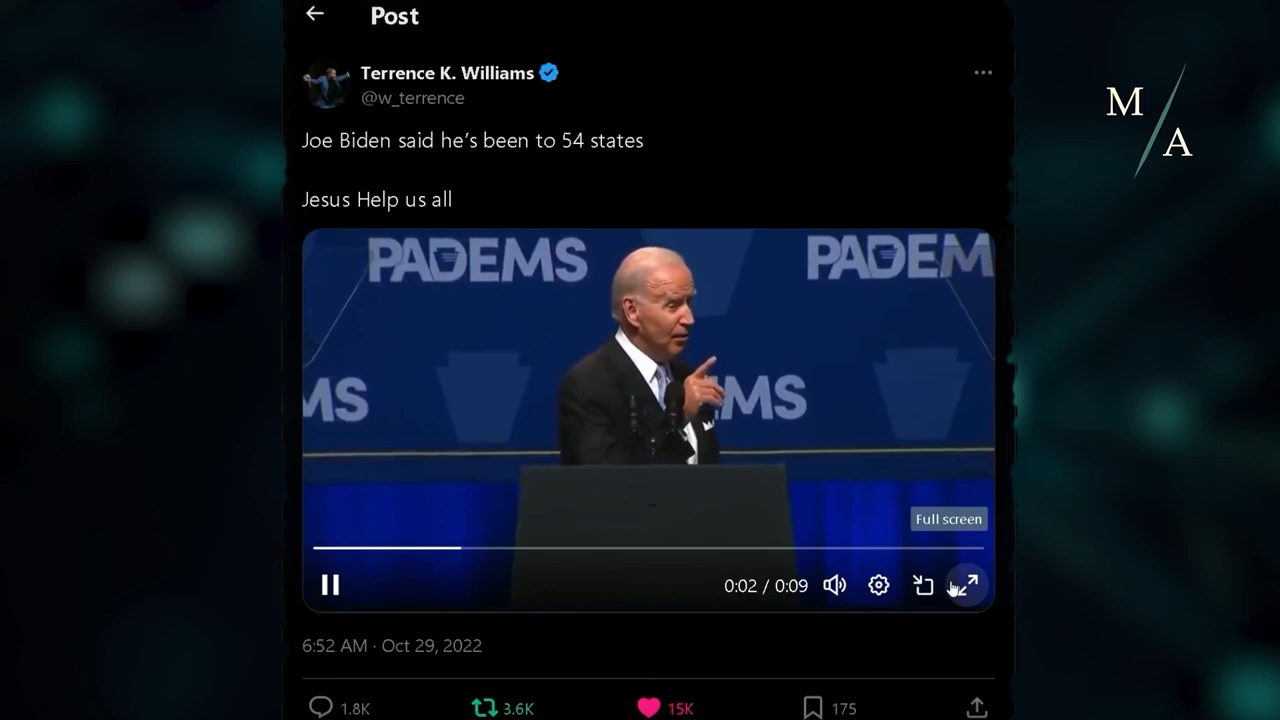 Post
M
A
Terrence K. Williams
@w_terrence
Joe Biden said he’s been to 54 states
Jesus Help us all
PADEMS
PADEM
MS
EMS
Full screen
0:02 / 0:09
6:52 AM · Oct 29, 2022
1.8K 3.6K 15K 175